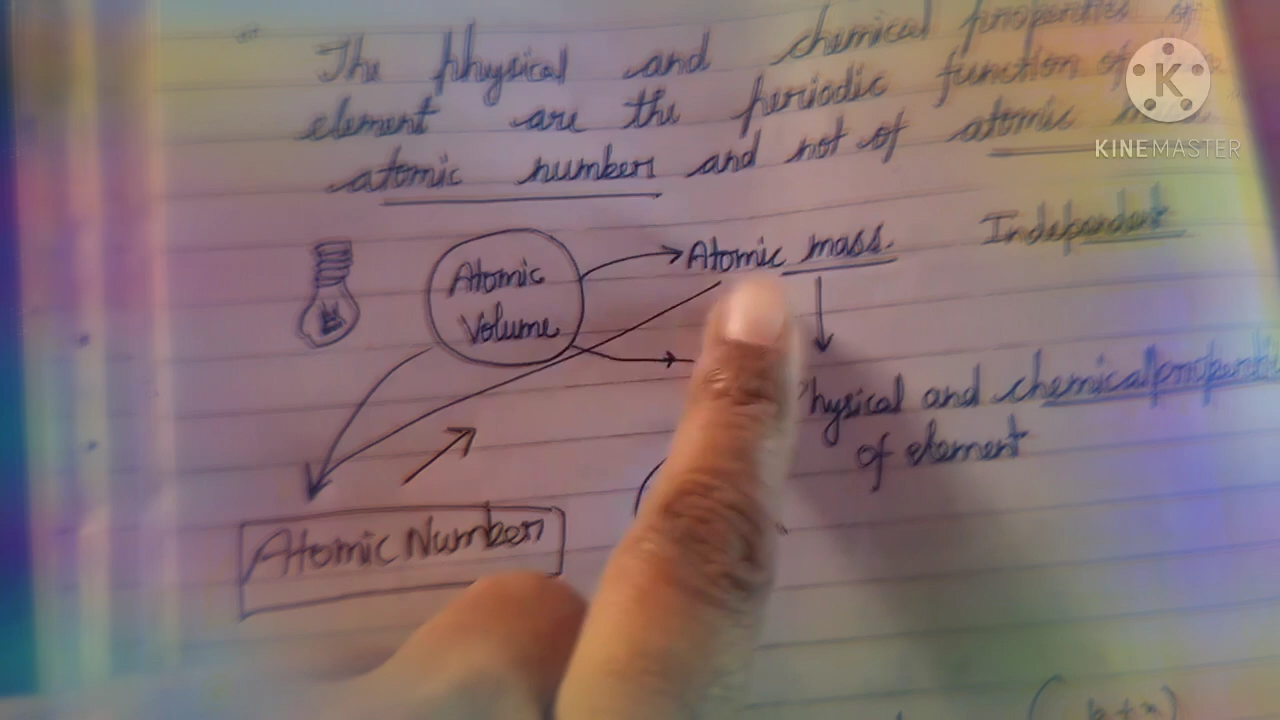 The physical and chemical properties of
element are the periodic function of
atomic number and not of atomic
Atomic mass.
Independent
Atomic
Volume
hysical and chemical properti
of element
Atomic Number
KINEMASTER